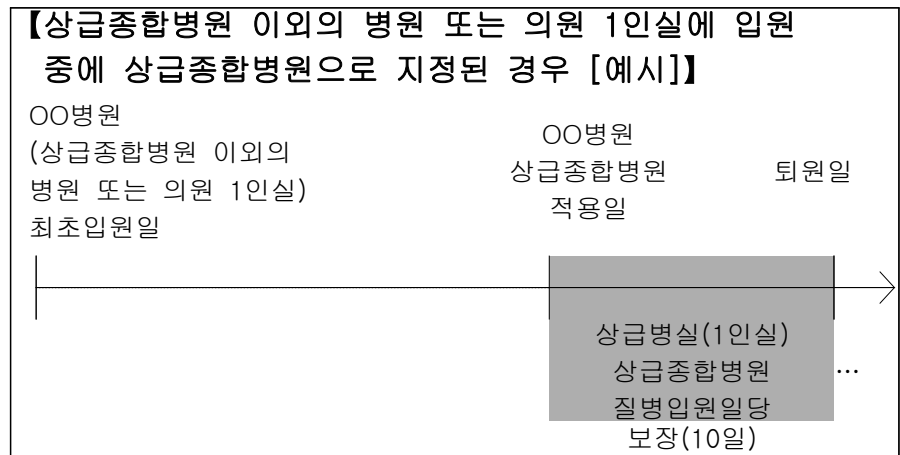 【상급종합병원 이외의 병원 또는 의원 1인실에 입원
중에 상급종합병원으로 지정된 경우 [예시]】
OO병원
(상급종합병원 이외의
병원 또는 의원 1인실)
최초입원일
OO병원
상급종합병원
적용일
퇴원일
상급병실(1인실)
상급종합병원
질병입원일당
보장(10일)
…